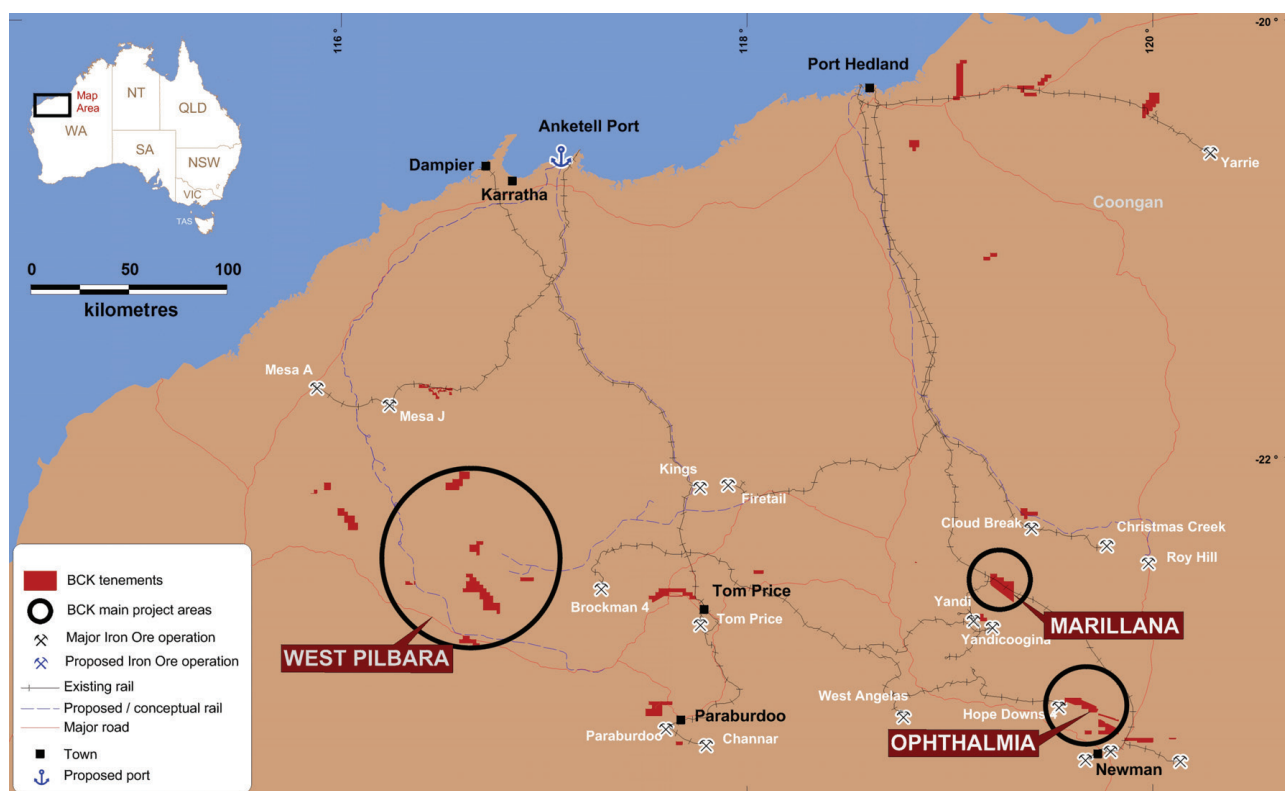 116 °
118 °
120 °
-20 °
Port Hedland
NT
Map
Area
QLD
WA
SA
NSW
VIC
TAS
Anketell Port
Dampier
Karratha
Yarrie
Coongan
0 50 100
kilometres
Mesa A
Mesa J
-22 °
Kings
Firetail
Cloud Break
Christmas Creek
Roy Hill
Brockman 4
Tom Price
Tom Price
Yandi
Yandicoogina
MARILLANA
WEST PILBARA
West Angelas
Hope Downs 4
Paraburdoo
Paraburdoo
Channar
OPHTHALMIA
Newman
BCK tenements
BCK main project areas
Major Iron Ore operation
Proposed Iron Ore operation
Existing rail
Proposed / conceptual rail
Major road
Town
Proposed port